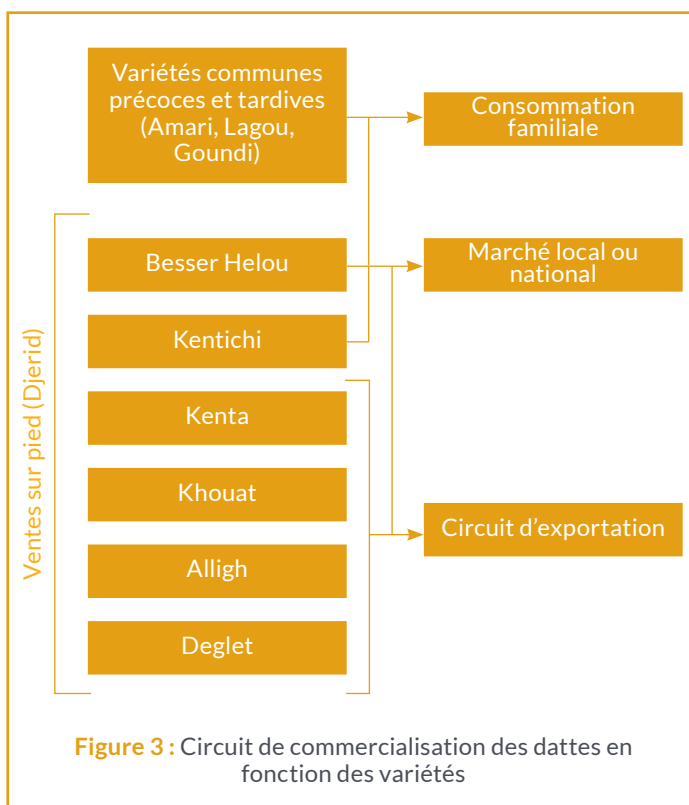 Variétés communes
précoces et tardives
(Amari, Lagou,
Goundi)
Consommation
familiale
Ventes sur pied (Djerid)
Besser Helou
Marché local ou
national
Kentichi
Kenta
Khouat
Circuit d’exportation
Alligh
Deglet
Figure 3 : Circuit de commercialisation des dattes en
fonction des variétés